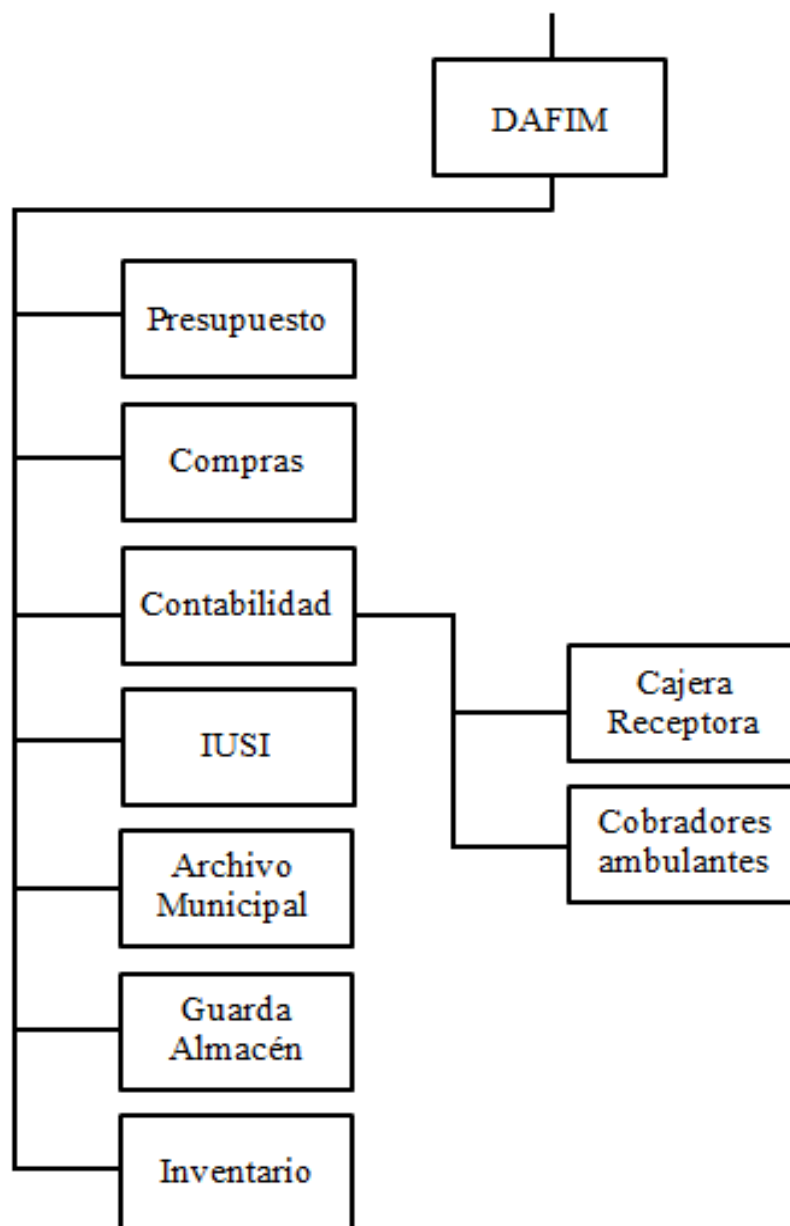 DAFIM
Presupuesto
Compras
Contabilidad
Cajera
Receptora
IUSI
Cobradores
ambulantes
Archivo
Municipal
Guarda
Almacén
Inventario